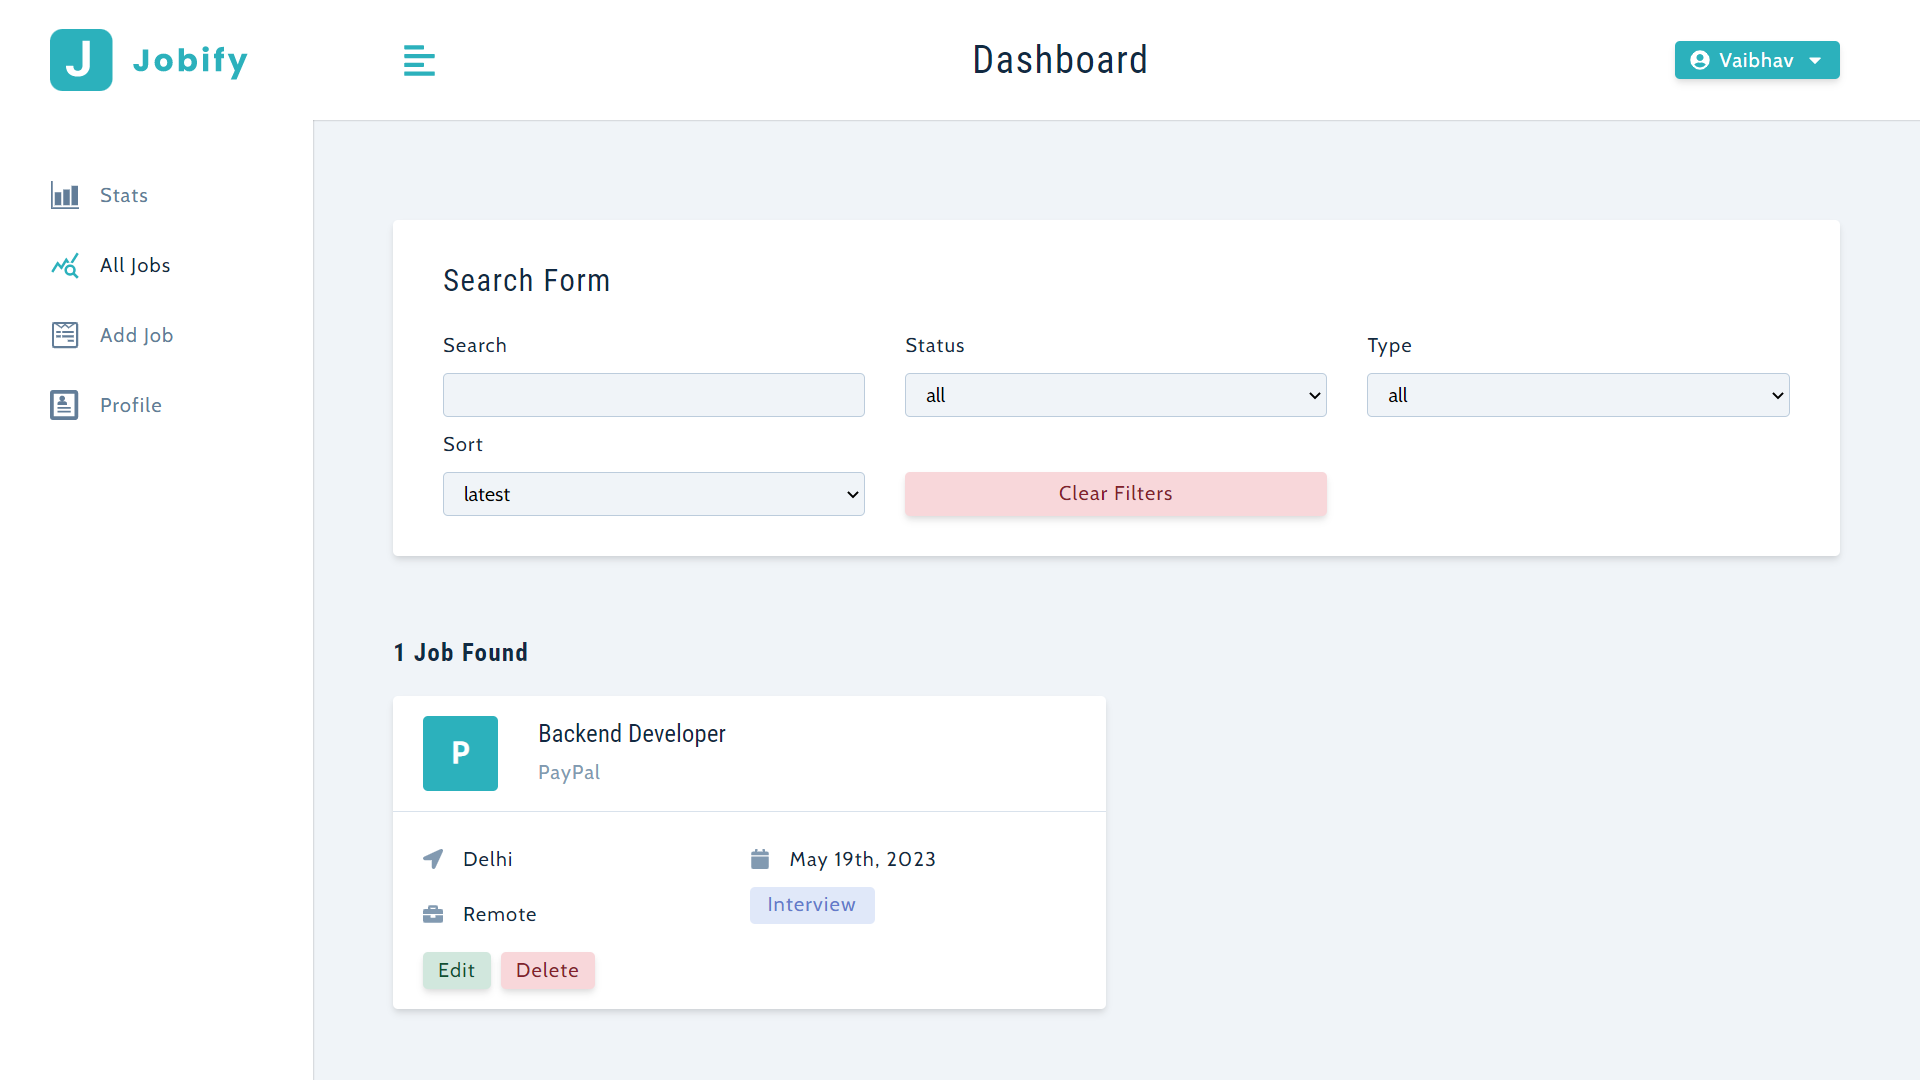 J Jobify
Dashboard
Vaibhav
Stats
All Jobs
Add Job
Profile
Search Form
Search
Status
Type
all
all
Sort
latest
Clear Filters
1 Job Found
P
Backend Developer
PayPal
Delhi
May 19th, 2023
Remote
Interview
Edit
Delete